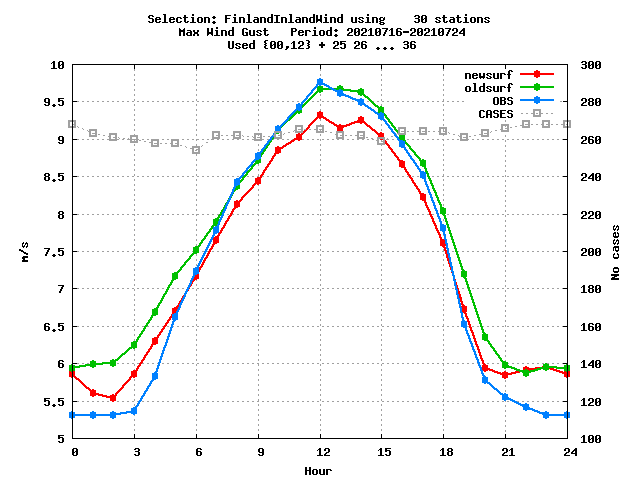 Selection: FinlandInlandWind using    30 stations
Max Wind Gust   Period: 20210716-20210724
Used {00,12} + 25 26 ... 36
newsurf
oldsurf
OBS
CASES
10
9.5
9
8.5
8
7.5
7
6.5
6
5.5
5
m/s
300
280
260
240
220
200
180
160
140
120
100
No cases
0 3 6 9 12 15 18 21 24
Hour